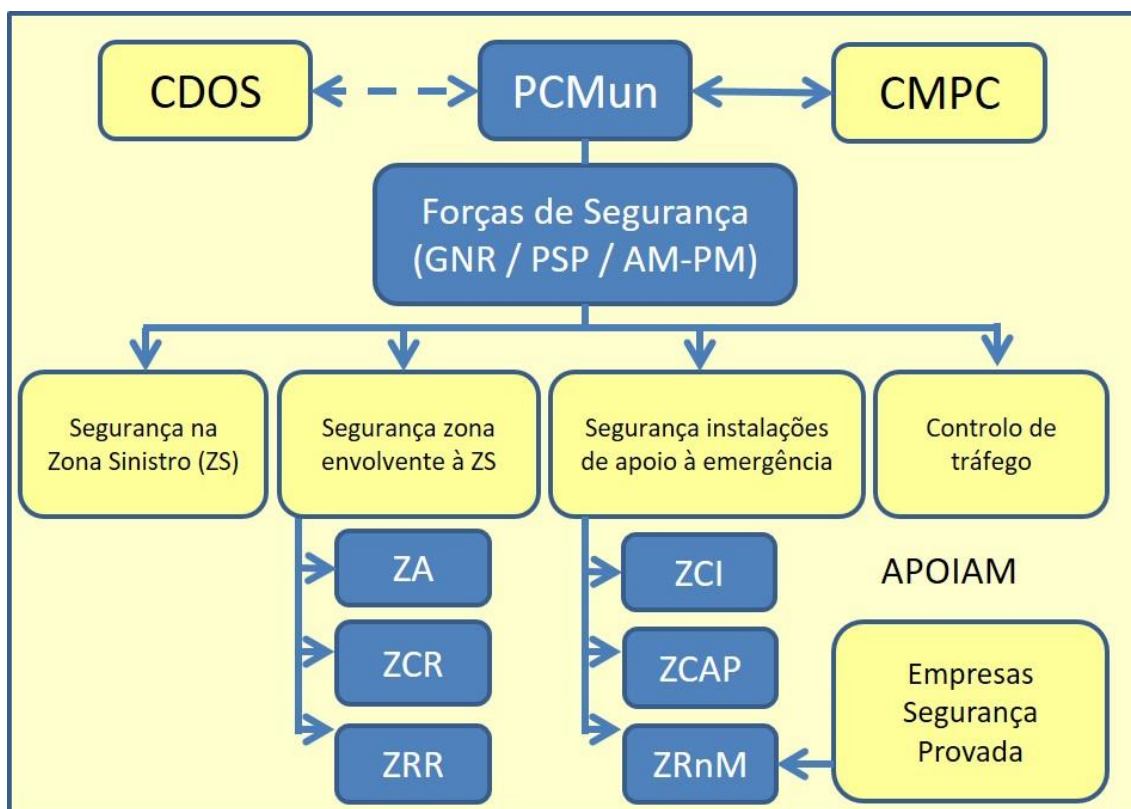 CDOS
PCMun
CMPC
Forças de Segurança
(GNR / PSP / AM-PM)
Segurança na
Zona Sinistro (ZS)
Segurança zona
envolvente à ZS
Segurança instalações
de apoio à emergência
Controlo de
tráfego
ZA
ZCR
ZRR
ZCI
ZCAP
ZRnM
APOIAM
Empresas
Segurança
Provada